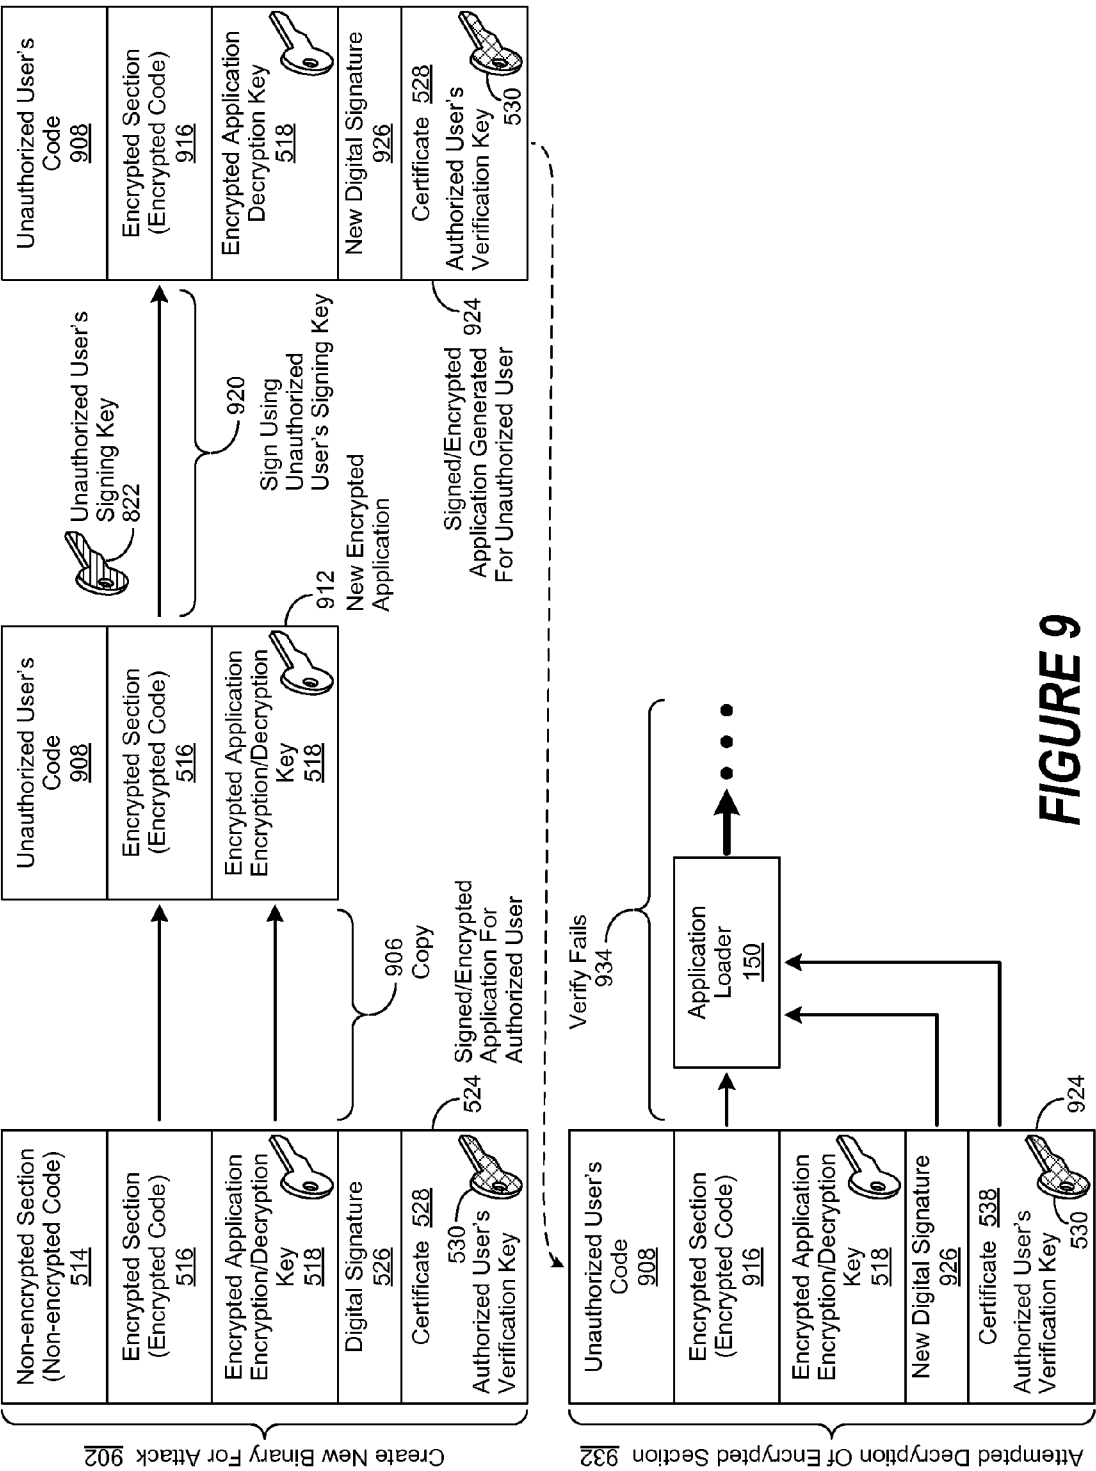 Create New Binary For Attack 902
Non-encrypted Section
(Non-encrypted Code)
514
Encrypted Section
(Encrypted Code)
516
Encrypted Application
Encryption/Decryption
Key
518
Digital Signature
526
Certificate 528
530
Authorized User's
Verification Key
524
Signed/Encrypted
Application For
Authorized User
906
Copy
Unauthorized User's
Code
908
Encrypted Section
(Encrypted Code)
516
Encrypted Application
Encryption/Decryption
Key
518
912
New Encrypted
Application
Unauthorized User's
Signing Key
822
920
Sign Using
Unauthorized
User's Signing Key
Unauthorized User's
Code
908
Encrypted Section
(Encrypted Code)
916
Encrypted Application
Decryption Key
518
New Digital Signature
926
Certificate 528
Authorized User's
Verification Key
530
924
Signed/Encrypted
Application Generated
For Unauthorized User
Attempted Decryption Of Encrypted Section 932
Unauthorized User's
Code
908
Encrypted Section
(Encrypted Code)
916
Encrypted Application
Encryption/Decryption
Key
518
New Digital Signature
926
Certificate 538
Authorized User's
Verification Key
530
924
Verify Fails
934
Application
Loader
150
FIGURE 9